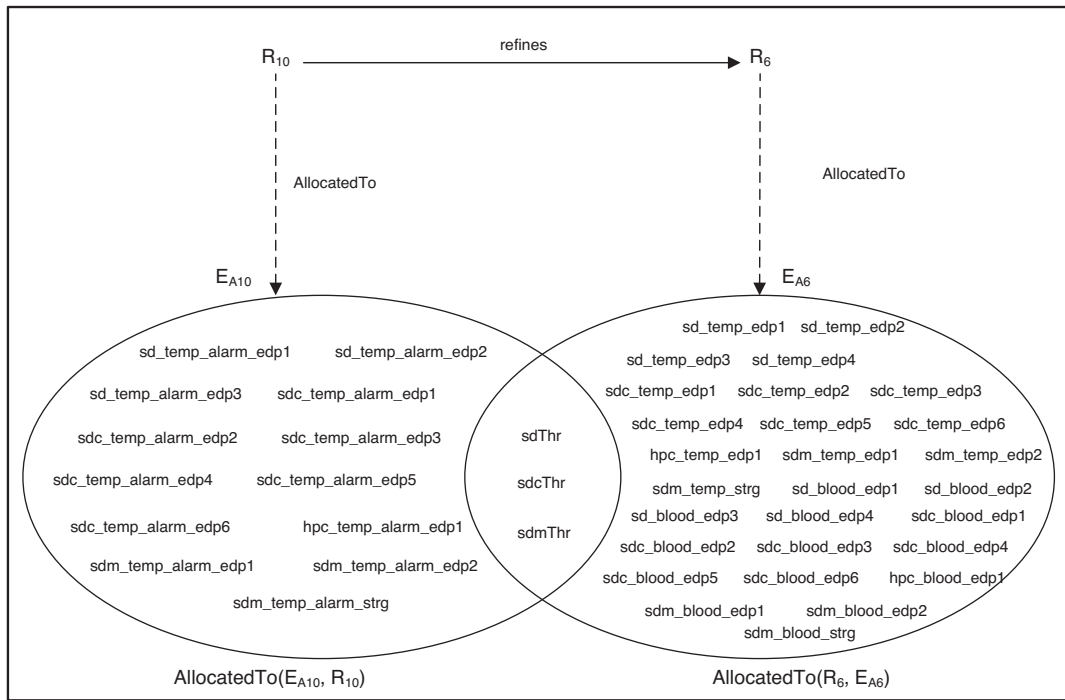 refines
R10 R6
AllocatedTo
AllocatedTo
EA10 EA6
sd_temp_alarm_edp1 sd_temp_alarm_edp2
sd_temp_alarm_edp3 sdc_temp_alarm_edp1
sdc_temp_alarm_edp2 sdc_temp_alarm_edp3
sdc_temp_alarm_edp4 sdc_temp_alarm_edp5
sdc_temp_alarm_edp6 hpc_temp_alarm_edp1
sdm_temp_alarm_edp1 sdm_temp_alarm_edp2
sdm_temp_alarm_strg
sdThr
sdcThr
sdmThr
sd_temp_edp1 sd_temp_edp2
sd_temp_edp3 sd_temp_edp4
sdc_temp_edp1 sdc_temp_edp2 sdc_temp_edp3
sdc_temp_edp4 sdc_temp_edp5 sdc_temp_edp6
hpc_temp_edp1 sdm_temp_edp1 sdm_temp_edp2
sdm_temp_strg sd_blood_edp1 sd_blood_edp2
sd_blood_edp3 sd_blood_edp4 sdc_blood_edp1
sdc_blood_edp2 sdc_blood_edp3 sdc_blood_edp4
sdc_blood_edp5 sdc_blood_edp6 hpc_blood_edp1
sdm_blood_edp1 sdm_blood_edp2
sdm_blood_strg
AllocatedTo(EA10, R10) AllocatedTo(R6, EA6)